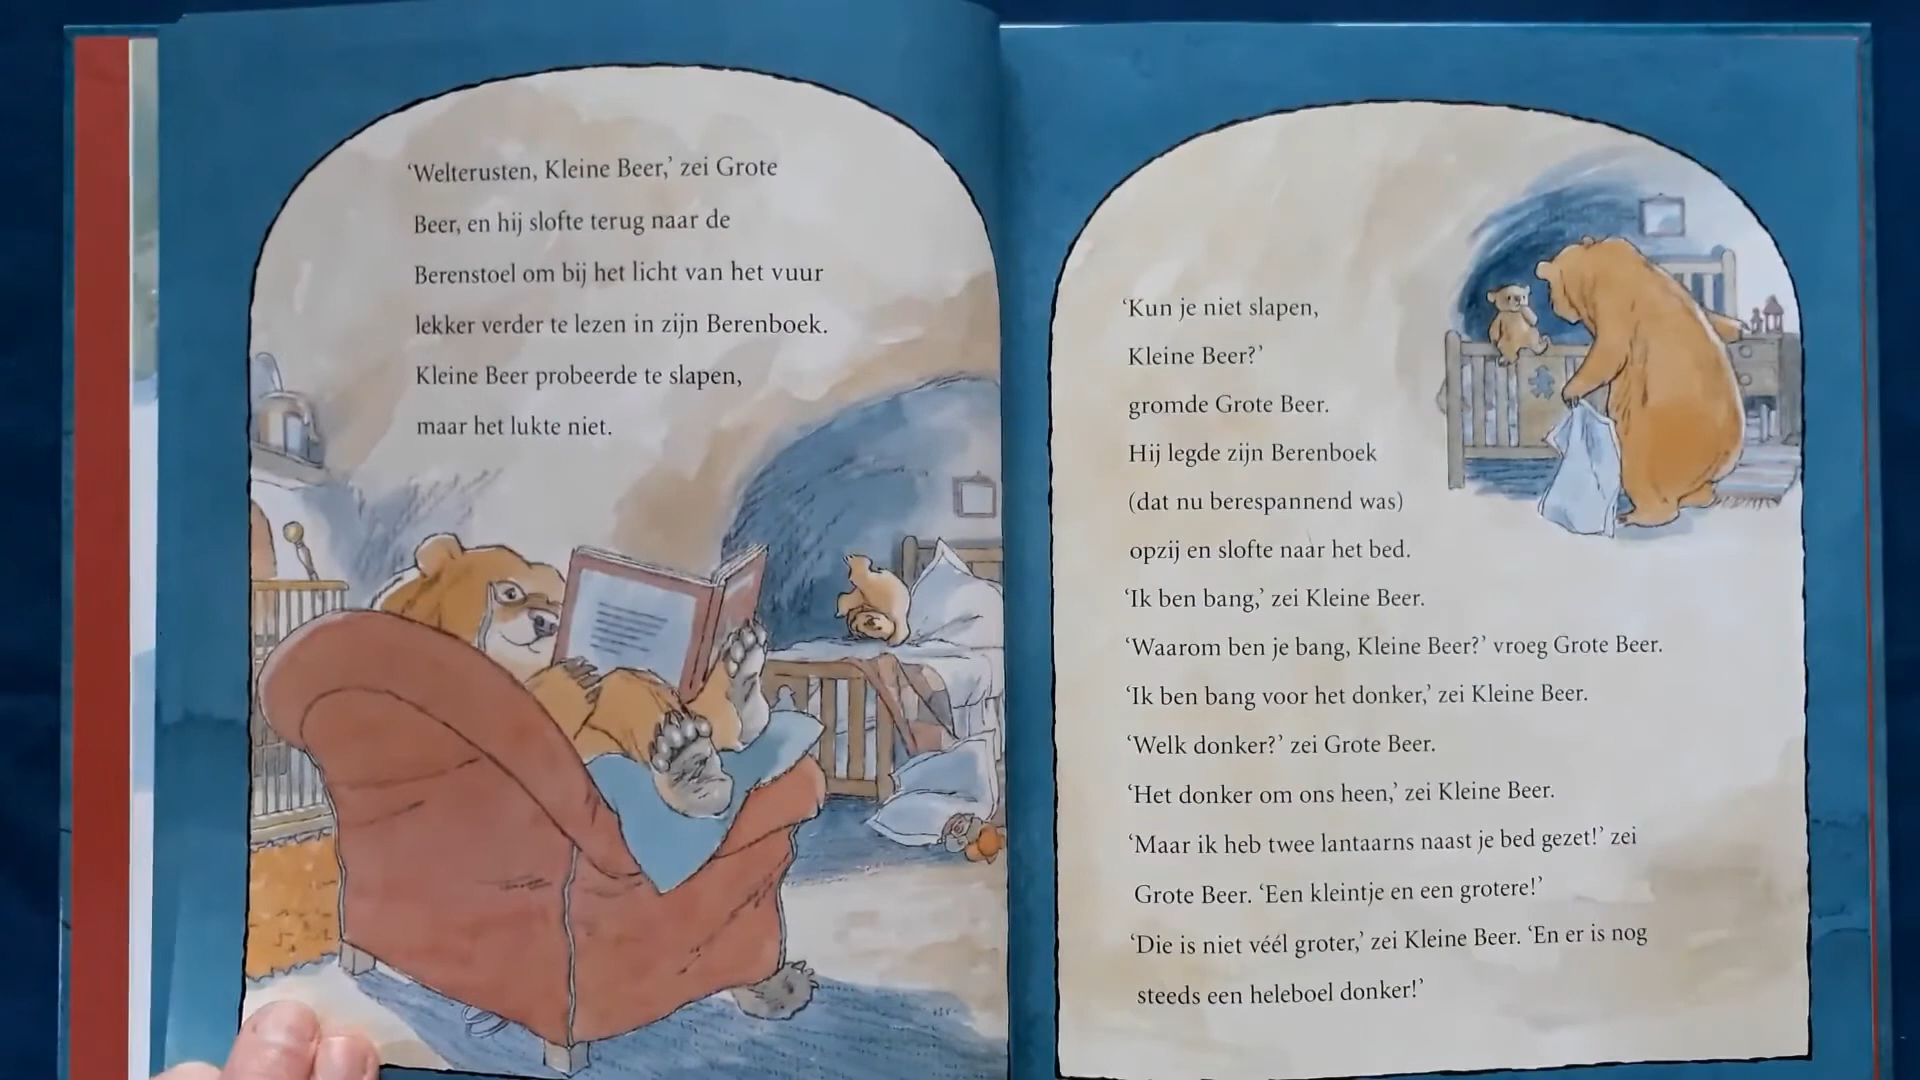 ‘Welterusten, Kleine Beer,’ zei Grote
Beer, en hij slofte terug naar de
Berenstoel om bij het licht van het vuur
lekker verder te lezen in zijn Berenboek.
Kleine Beer probeerde te slapen,
maar het lukte niet.
‘Kun je niet slapen,
Kleine Beer?’
gromde Grote Beer.
Hij legde zijn Berenboek
(dat nu berespannend was)
opzij en slofte naar het bed.
‘Ik ben bang,’ zei Kleine Beer.
‘Waarom ben je bang, Kleine Beer?’ vroeg Grote Beer.
‘Ik ben bang voor het donker,’ zei Kleine Beer.
‘Welk donker?’ zei Grote Beer.
‘Het donker om ons heen,’ zei Kleine Beer.
‘Maar ik heb twee lantaarns naast je bed gezet!’ zei
Grote Beer. ‘Een kleintje en een grotere!’
‘Die is niet véél groter,’ zei Kleine Beer. ‘En er is nog
steeds een heleboel donker!’